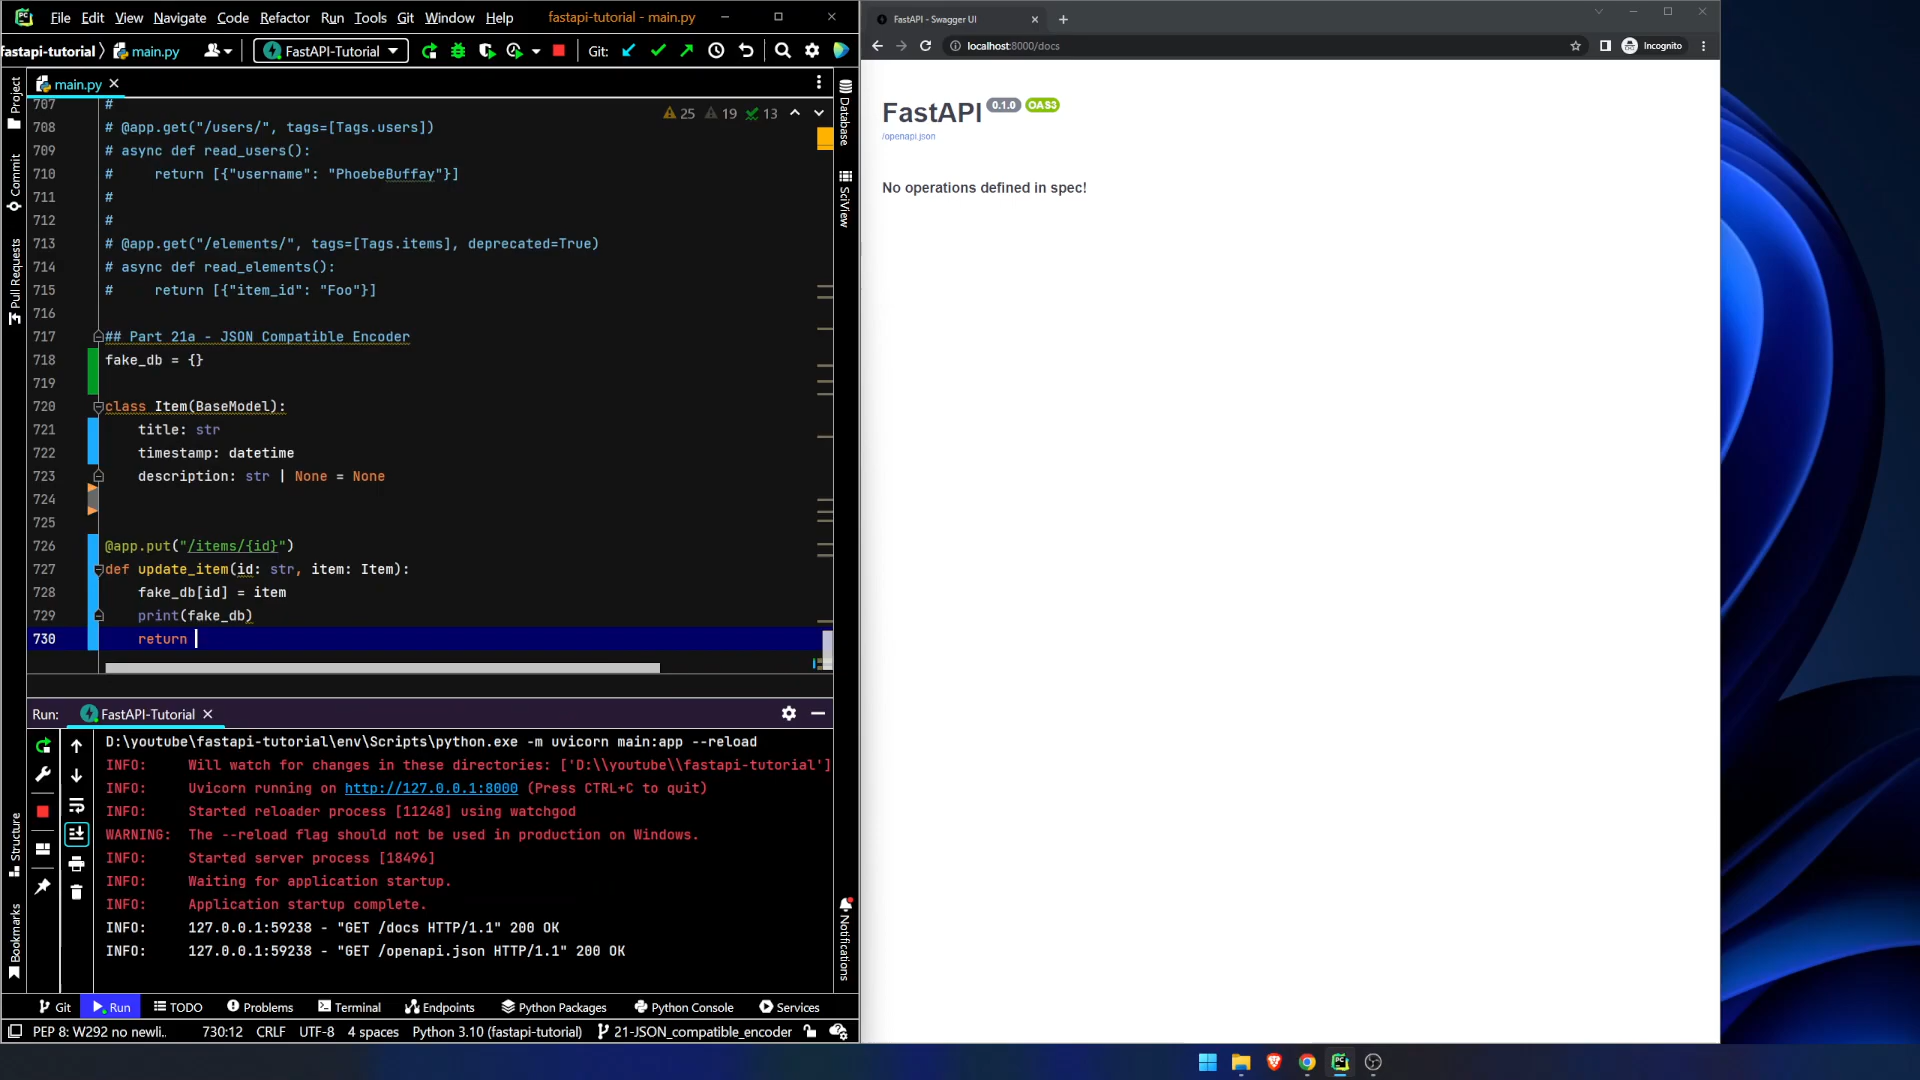 File Edit View Navigate Code Refactor Run Tools Git Window Help fastapi-tutorial - main.py
fastapi-tutorial main.py FastAPI-Tutorial Git:
main.py
Project
Commit
Pull Requests
Structure
Bookmarks
Database
SciView
Notifications
25 19 13
707 #
708 # @app.get("/users/", tags=[Tags.users])
709 # async def read_users():
710 #     return [{"username": "PhoebeBuffay"}]
711 #
712 #
713 # @app.get("/elements/", tags=[Tags.items], deprecated=True)
714 # async def read_elements():
715 #     return [{"item_id": "Foo"}]
716
717 ## Part 21a - JSON Compatible Encoder
718 fake_db = {}
719
720 class Item(BaseModel):
721     title: str
722     timestamp: datetime
723     description: str | None = None
724
725
726 @app.put("/items/{id}")
727 def update_item(id: str, item: Item):
728     fake_db[id] = item
729     print(fake_db)
730     return
Run: FastAPI-Tutorial
D:\youtube\fastapi-tutorial\env\Scripts\python.exe -m uvicorn main:app --reload
INFO:     Will watch for changes in these directories: ['D:\\youtube\\fastapi-tutorial']
INFO:     Uvicorn running on http://127.0.0.1:8000 (Press CTRL+C to quit)
INFO:     Started reloader process [11248] using watchgod
WARNING:  The --reload flag should not be used in production on Windows.
INFO:     Started server process [18496]
INFO:     Waiting for application startup.
INFO:     Application startup complete.
INFO:     127.0.0.1:59238 - "GET /docs HTTP/1.1" 200 OK
INFO:     127.0.0.1:59238 - "GET /openapi.json HTTP/1.1" 200 OK
Git Run TODO Problems Terminal Endpoints Python Packages Python Console Services
PEP 8: W292 no newli.. 730:12 CRLF UTF-8 4 spaces Python 3.10 (fastapi-tutorial) 21-JSON_compatible_encoder
FastAPI - Swagger UI
localhost:8000/docs Incognito
FastAPI 0.1.0 OAS3
/openapi.json
No operations defined in spec!